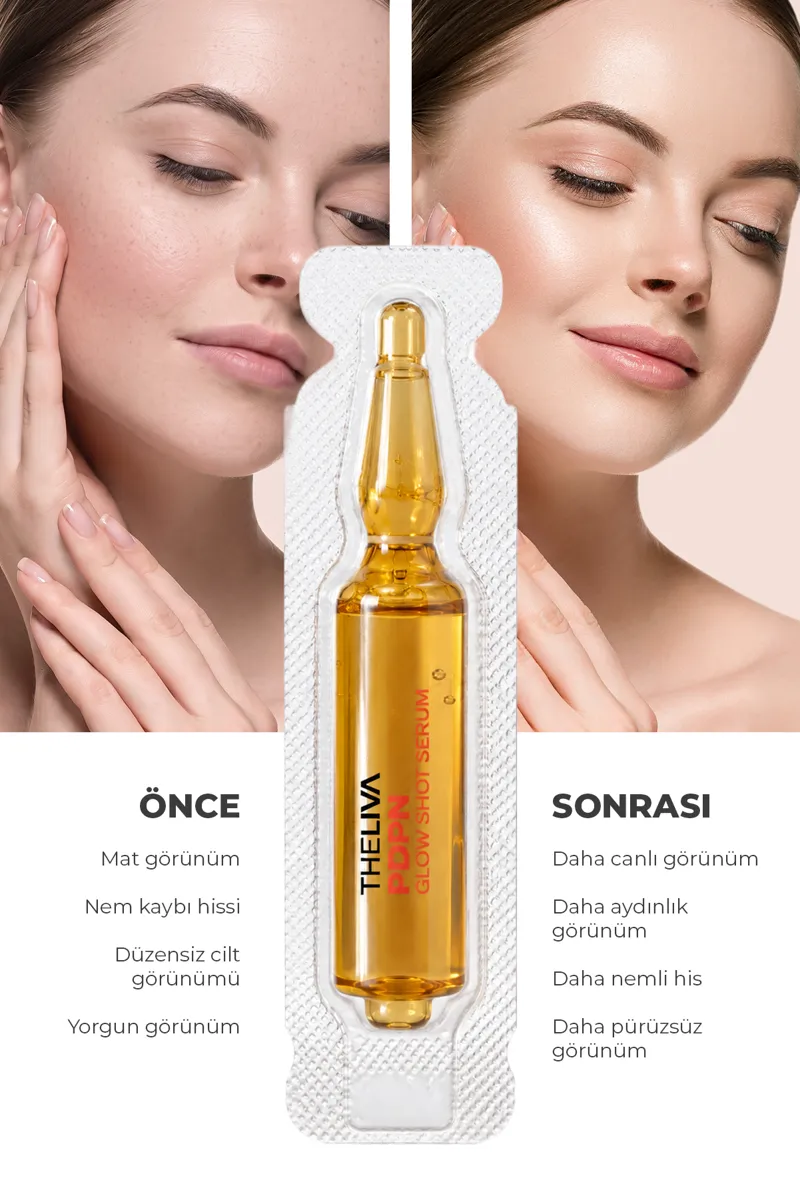 ÖNCE
Mat görünüm
Nem kaybı hissi
Düzensiz cilt
görünümü
Yorgun görünüm
THELIVA
PDPN
GLOW SHOT SERUM
SONRASI
Daha canlı görünüm
Daha aydınlık
görünüm
Daha nemli his
Daha pürüzsüz
görünüm